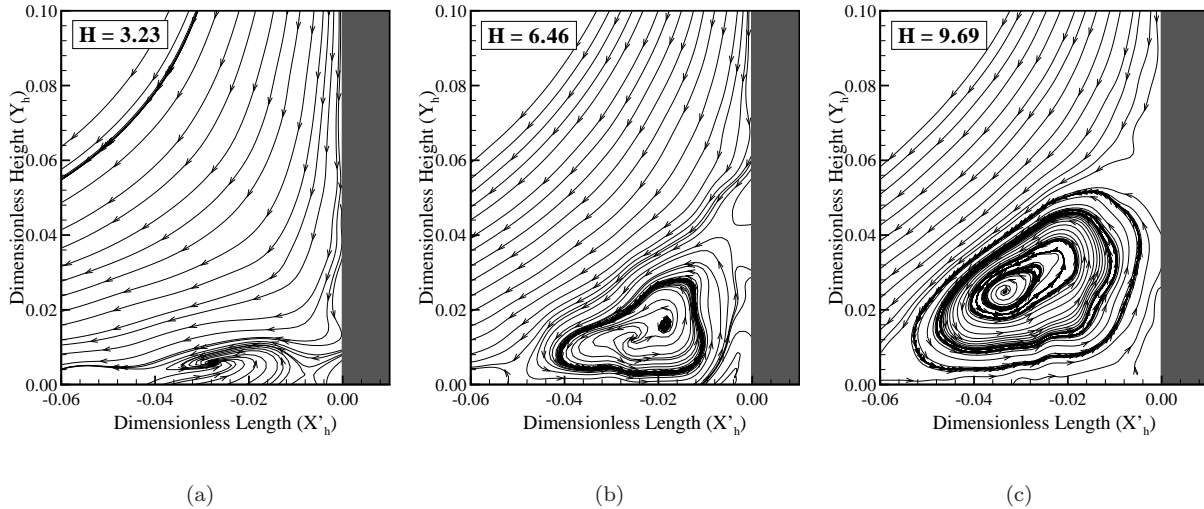 H = 3.23
Dimensionless Height (Y_h)
0.10
0.08
0.06
0.04
0.02
0.00
-0.06 -0.04 -0.02 0.00
Dimensionless Length (X'_h)
(a)
H = 6.46
Dimensionless Height (Y_h)
0.10
0.08
0.06
0.04
0.02
0.00
-0.06 -0.04 -0.02 0.00
Dimensionless Length (X'_h)
(b)
H = 9.69
Dimensionless Height (Y_h)
0.10
0.08
0.06
0.04
0.02
0.00
-0.06 -0.04 -0.02 0.00
Dimensionless Length (X'_h)
(c)